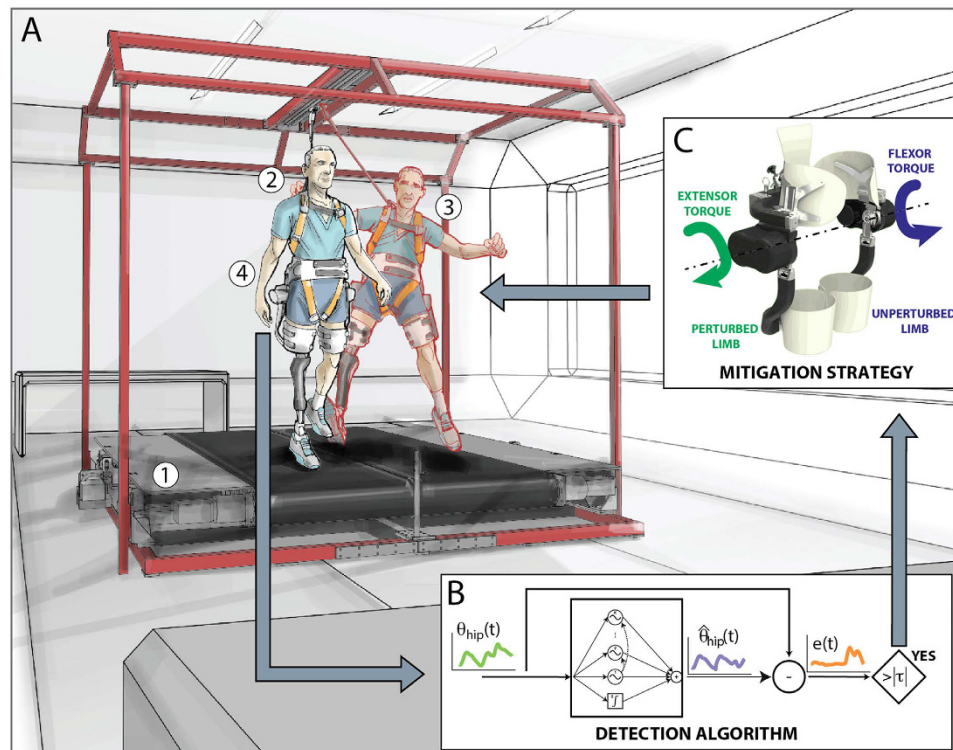 A
2
3
4
1
C
FLEXOR
TORQUE
EXTENSOR
TORQUE
PERTURBED
LIMB
UNPERTURBED
LIMB
MITIGATION STRATEGY
B
θhip(t)
θ̂hip(t)
e(t)
-
>|τ|
YES
DETECTION ALGORITHM